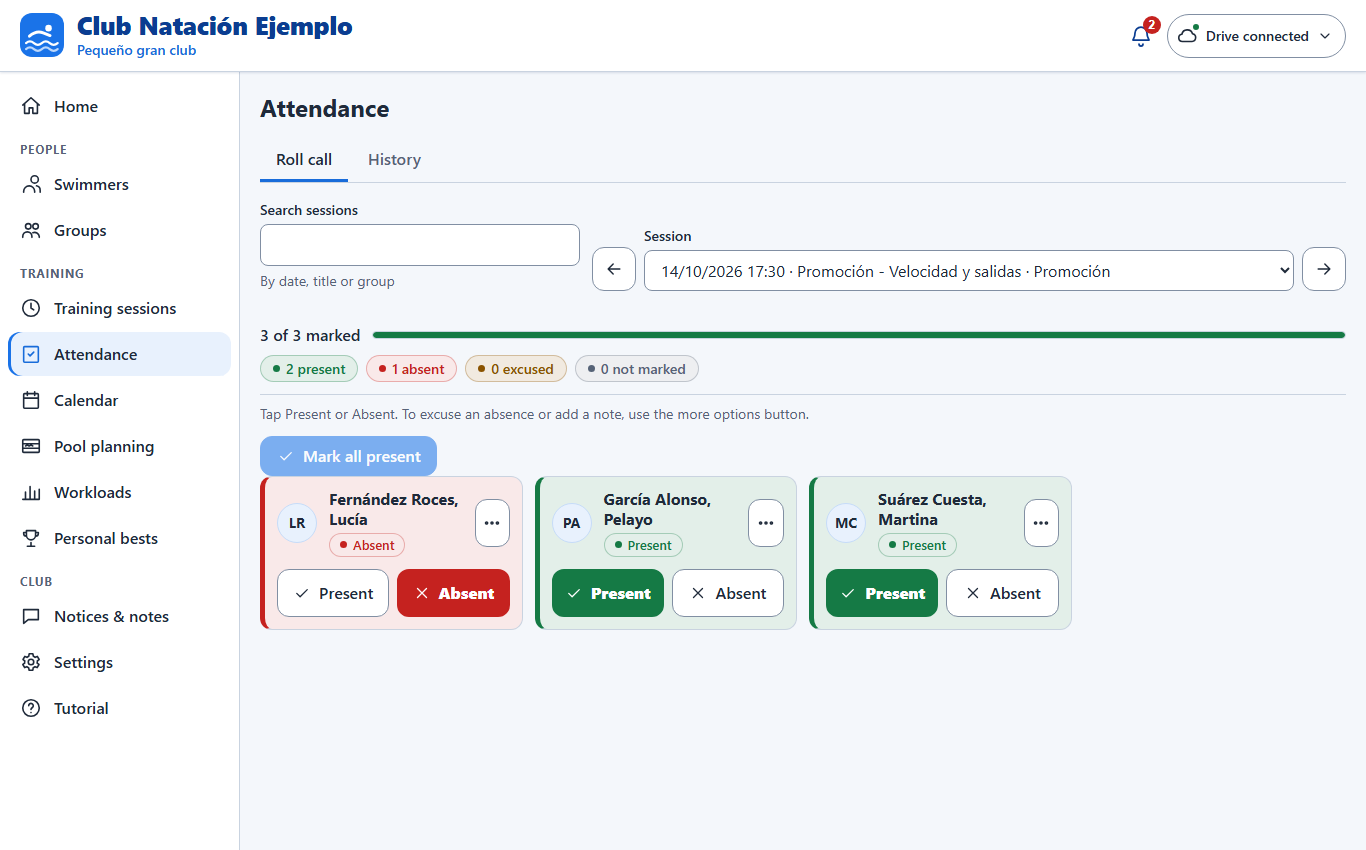 Club Natación Ejemplo
Pequeño gran club
2
Drive connected
Home
PEOPLE
Swimmers
Groups
TRAINING
Training sessions
Attendance
Calendar
Pool planning
Workloads
Personal bests
CLUB
Notices & notes
Settings
Tutorial
Attendance
Roll call
History
Search sessions
By date, title or group
Session
14/10/2026 17:30 · Promoción - Velocidad y salidas · Promoción
3 of 3 marked
2 present
1 absent
0 excused
0 not marked
Tap Present or Absent. To excuse an absence or add a note, use the more options button.
Mark all present
LR
Fernández Roces,
Lucía
Absent
Present
Absent
PA
García Alonso,
Pelayo
Present
Present
Absent
MC
Suárez Cuesta,
Martina
Present
Present
Absent